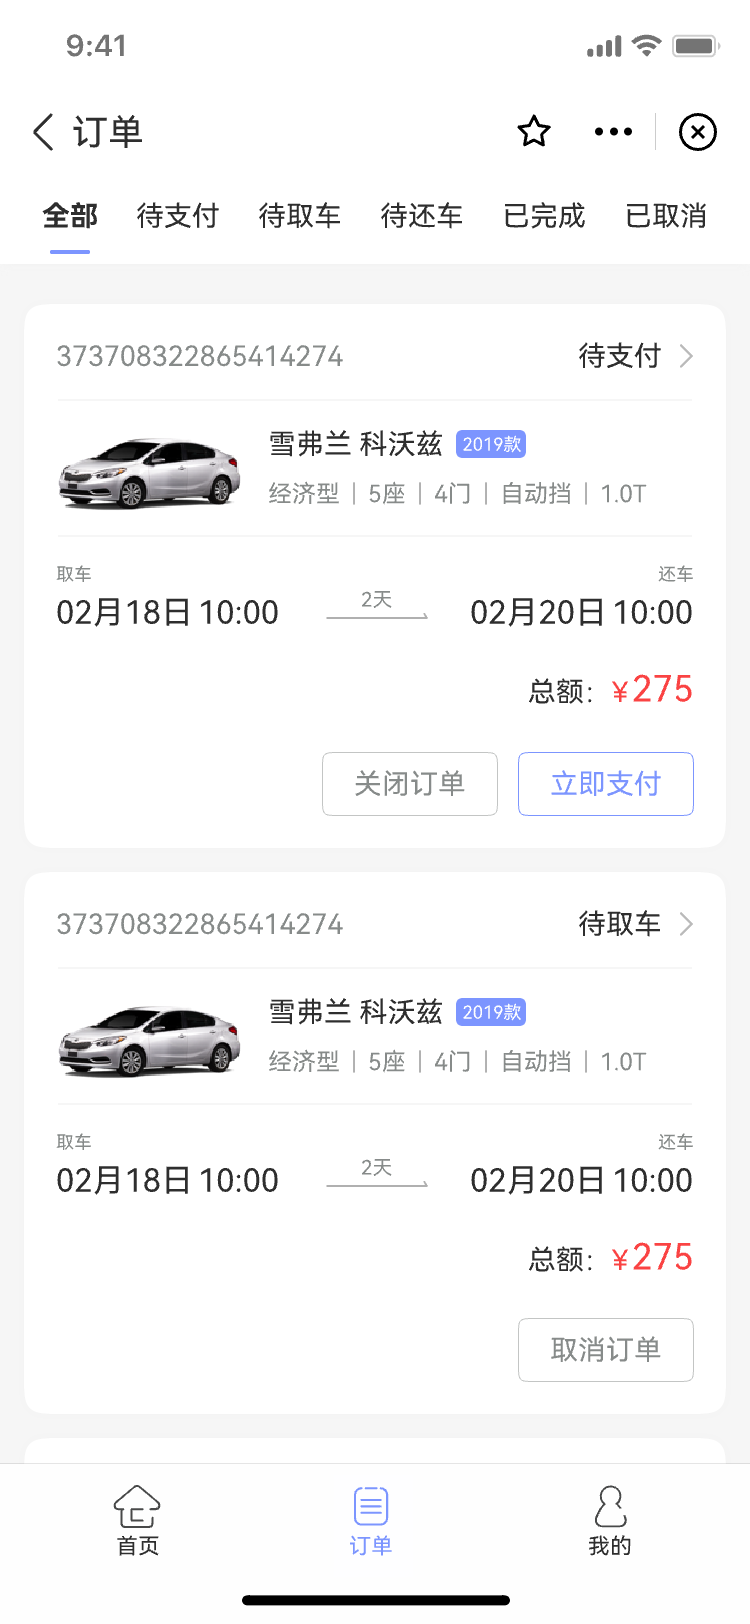 9:41
订单
全部 待支付 待取车 待还车 已完成 已取消
373708322865414274 待支付
雪弗兰 科沃兹 2019款
经济型 | 5座 | 4门 | 自动挡 | 1.0T
取车 还车
02月18日 10:00 2天 02月20日 10:00
总额: ¥275
关闭订单 立即支付
373708322865414274 待取车
雪弗兰 科沃兹 2019款
经济型 | 5座 | 4门 | 自动挡 | 1.0T
取车 还车
02月18日 10:00 2天 02月20日 10:00
总额: ¥275
取消订单
首页 订单 我的